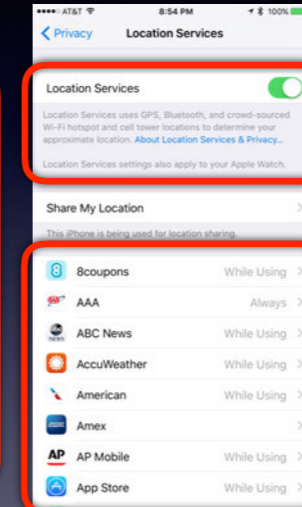 AT&T 8:54 PM 100%
Privacy Location Services
Location Services
Location Services uses GPS, Bluetooth, and crowd-sourced
Wi-Fi hotspot and cell tower locations to determine your
approximate location. About Location Services & Privacy...
Location Services settings also apply to your Apple Watch.
Share My Location
This iPhone is being used for location sharing.
8 8coupons While Using
AAA Always
NEWS ABC News While Using
AccuWeather While Using
American While Using
Amex
AP AP Mobile While Using
App Store While Using